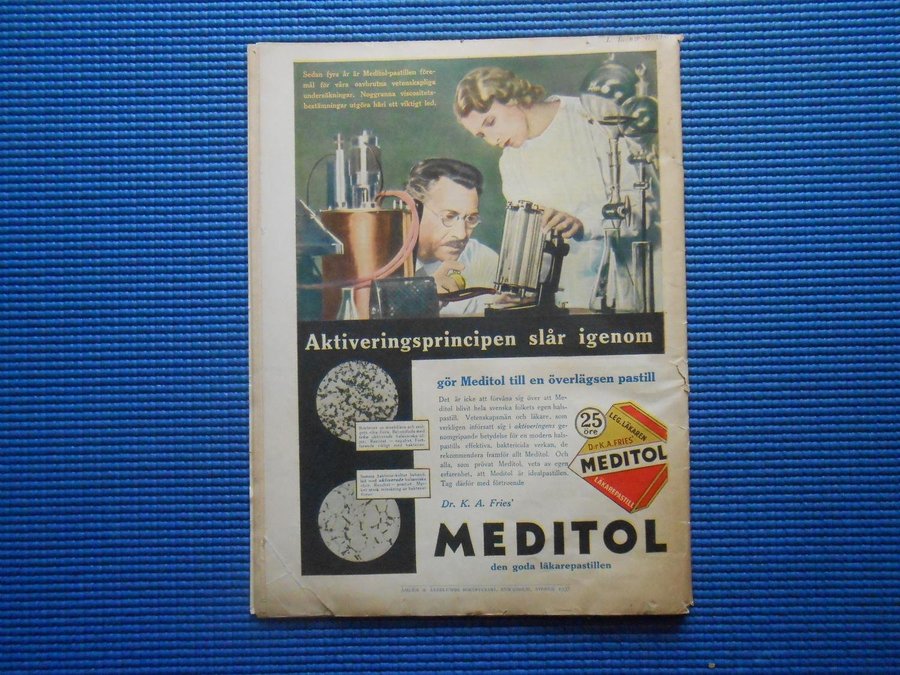 Sedan fyra år är Meditol-pastillen före-
mål för våra oavbrutna vetenskapliga
undersökningar. Noggranna viscositets-
bestämningar utgöra häri ett viktigt led.
Aktiveringsprincipen slår igenom
gör Meditol till en överlägsen pastill
Det är icke att förvåna sig över att Me-
ditol blivit hela svenska folkets egen hals-
pastill. Vetenskapsmän och läkare, som
verkligen införsatt sig i aktiveringens ge-
nomgripande betydelse för en modern hals-
pastills effektiva, baktericida verkan, de
rekommendera framför allt Meditol. Och
alla, som prövat Meditol, veta av egen
erfarenhet, att Meditol är idealpastillen.
Tag därför med förtroende
25
öre
LEG. LÄKAREN
Dr K.A. FRIES'
MEDITOL
LÄKAREPASTILL
Dr. K. A. Fries'
MEDITOL
den goda läkarepastillen